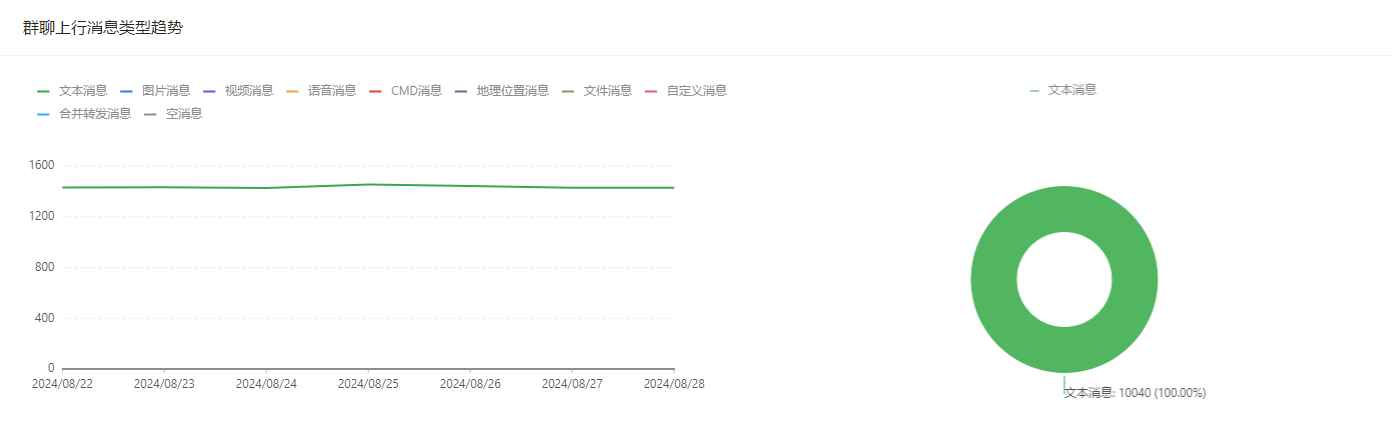 群聊上行消息类型趋势
文本消息 图片消息 视频消息 语音消息 CMD消息 地理位置消息 文件消息 自定义消息
合并转发消息 空消息
文本消息
1600
1200
800
400
0
2024/08/22 2024/08/23 2024/08/24 2024/08/25 2024/08/26 2024/08/27 2024/08/28
文本消息: 10040 (100.00%)